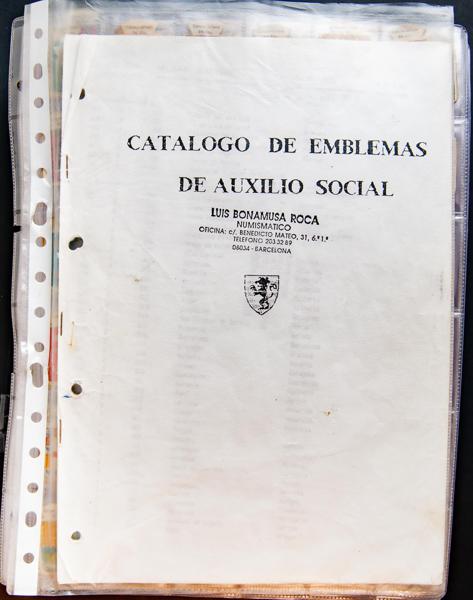 CATALOGO DE EMBLEMAS
DE AUXILIO SOCIAL
LUIS BONAMUSA ROCA
NUMISMATICO
OFICINA: c/. BENEDICTO MATEO, 31, 6.º 1.ª
TELEFONO 203 32 89
08034 - BARCELONA